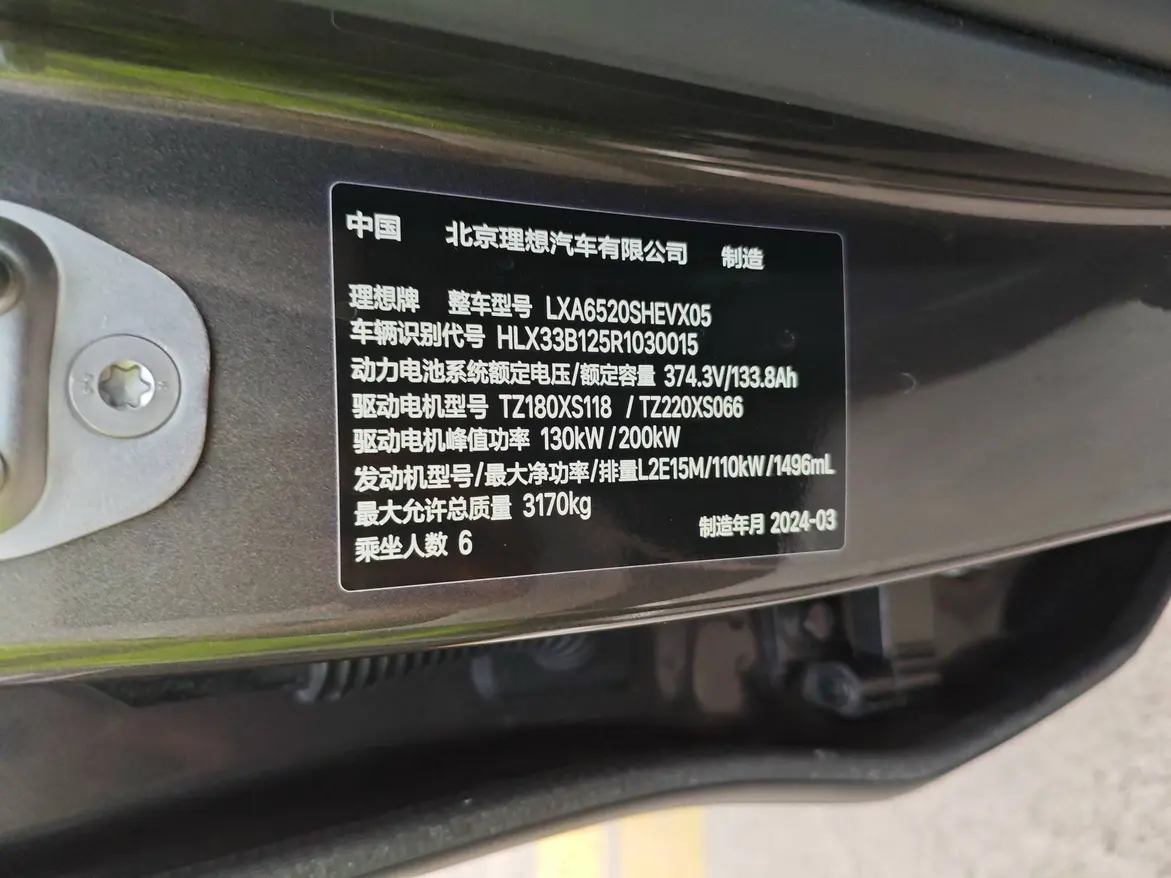 中国 北京理想汽车有限公司 制造
理想牌 整车型号 LXA6520SHEVX05
车辆识别代号 HLX33B125R1030015
动力电池系统额定电压/额定容量 374.3V/133.8Ah
驱动电机型号 TZ180XS118 / TZ220XS066
驱动电机峰值功率 130kW / 200kW
发动机型号/最大净功率/排量L2E15M/110kW/1496mL
最大允许总质量 3170kg
乘坐人数 6 制造年月 2024-03